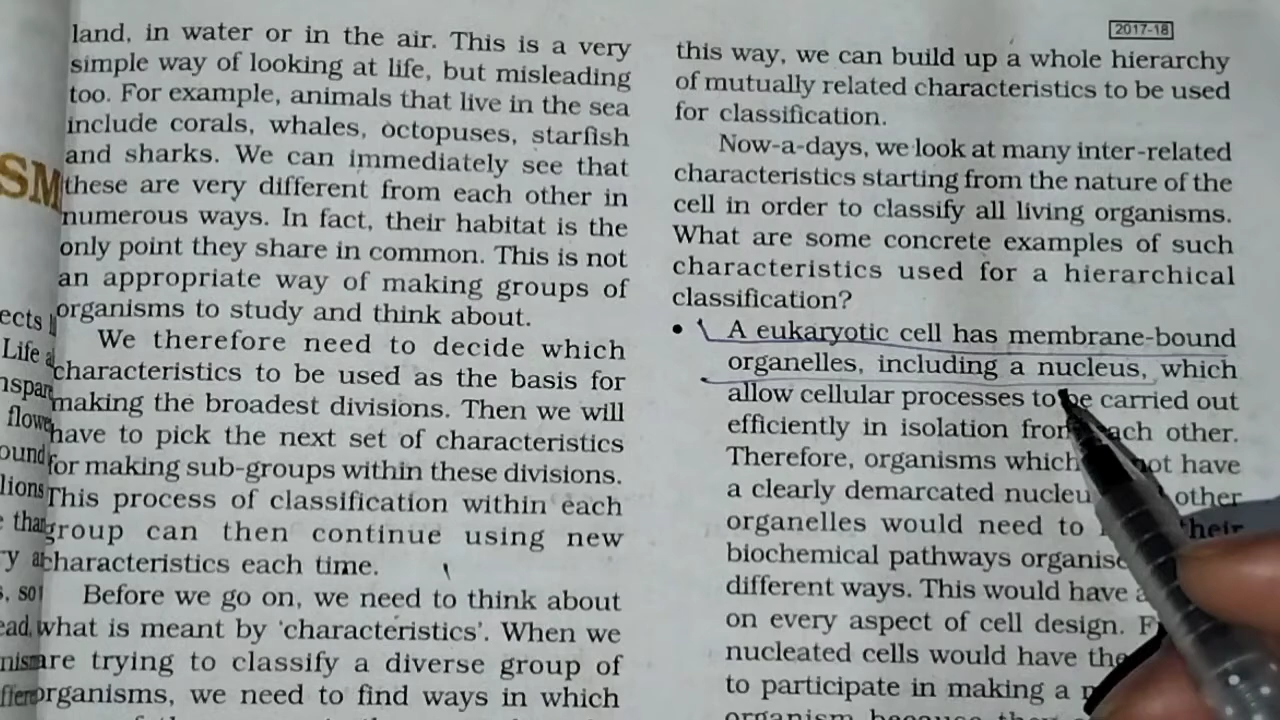 land, in water or in the air. This is a very
simple way of looking at life, but misleading
too. For example, animals that live in the sea
include corals, whales, octopuses, starfish
and sharks. We can immediately see that
these are very different from each other in
numerous ways. In fact, their habitat is the
only point they share in common. This is not
an appropriate way of making groups of
organisms to study and think about.
We therefore need to decide which
characteristics to be used as the basis for
making the broadest divisions. Then we will
have to pick the next set of characteristics
for making sub-groups within these divisions.
This process of classification within each
group can then continue using new
characteristics each time.
Before we go on, we need to think about
what is meant by ‘characteristics’. When we
are trying to classify a diverse group of
organisms, we need to find ways in which
SM
ects
Life
2017-18
this way, we can build up a whole hierarchy
of mutually related characteristics to be used
for classification.
Now-a-days, we look at many inter-related
characteristics starting from the nature of the
cell in order to classify all living organisms.
What are some concrete examples of such
characteristics used for a hierarchical
classification?
• A eukaryotic cell has membrane-bound
organelles, including a nucleus, which
allow cellular processes to be carried out
efficiently in isolation from each other.
Therefore, organisms which not have
a clearly demarcated other
organelles would need to their
biochemical pathways
different ways. This would have
on every aspect of cell design.
nucleated cells would have
to participate in making a
organism because